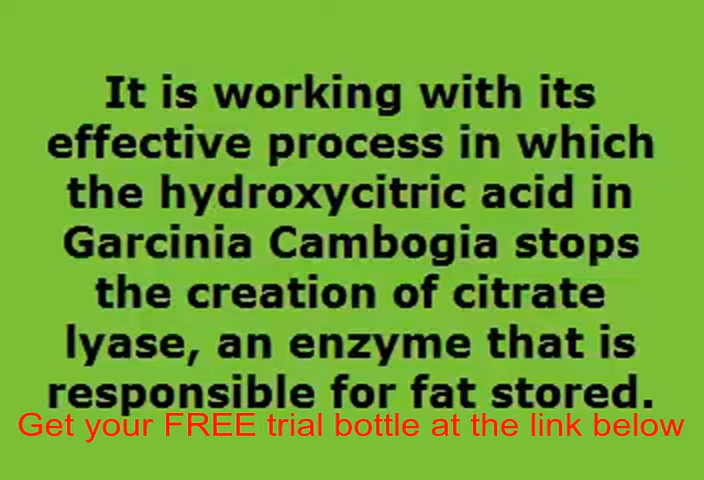 It is working with its
effective process in which
the hydroxycitric acid in
Garcinia Cambogia stops
the creation of citrate
lyase, an enzyme that is
responsible for fat stored.
Get your FREE trial bottle at the link below